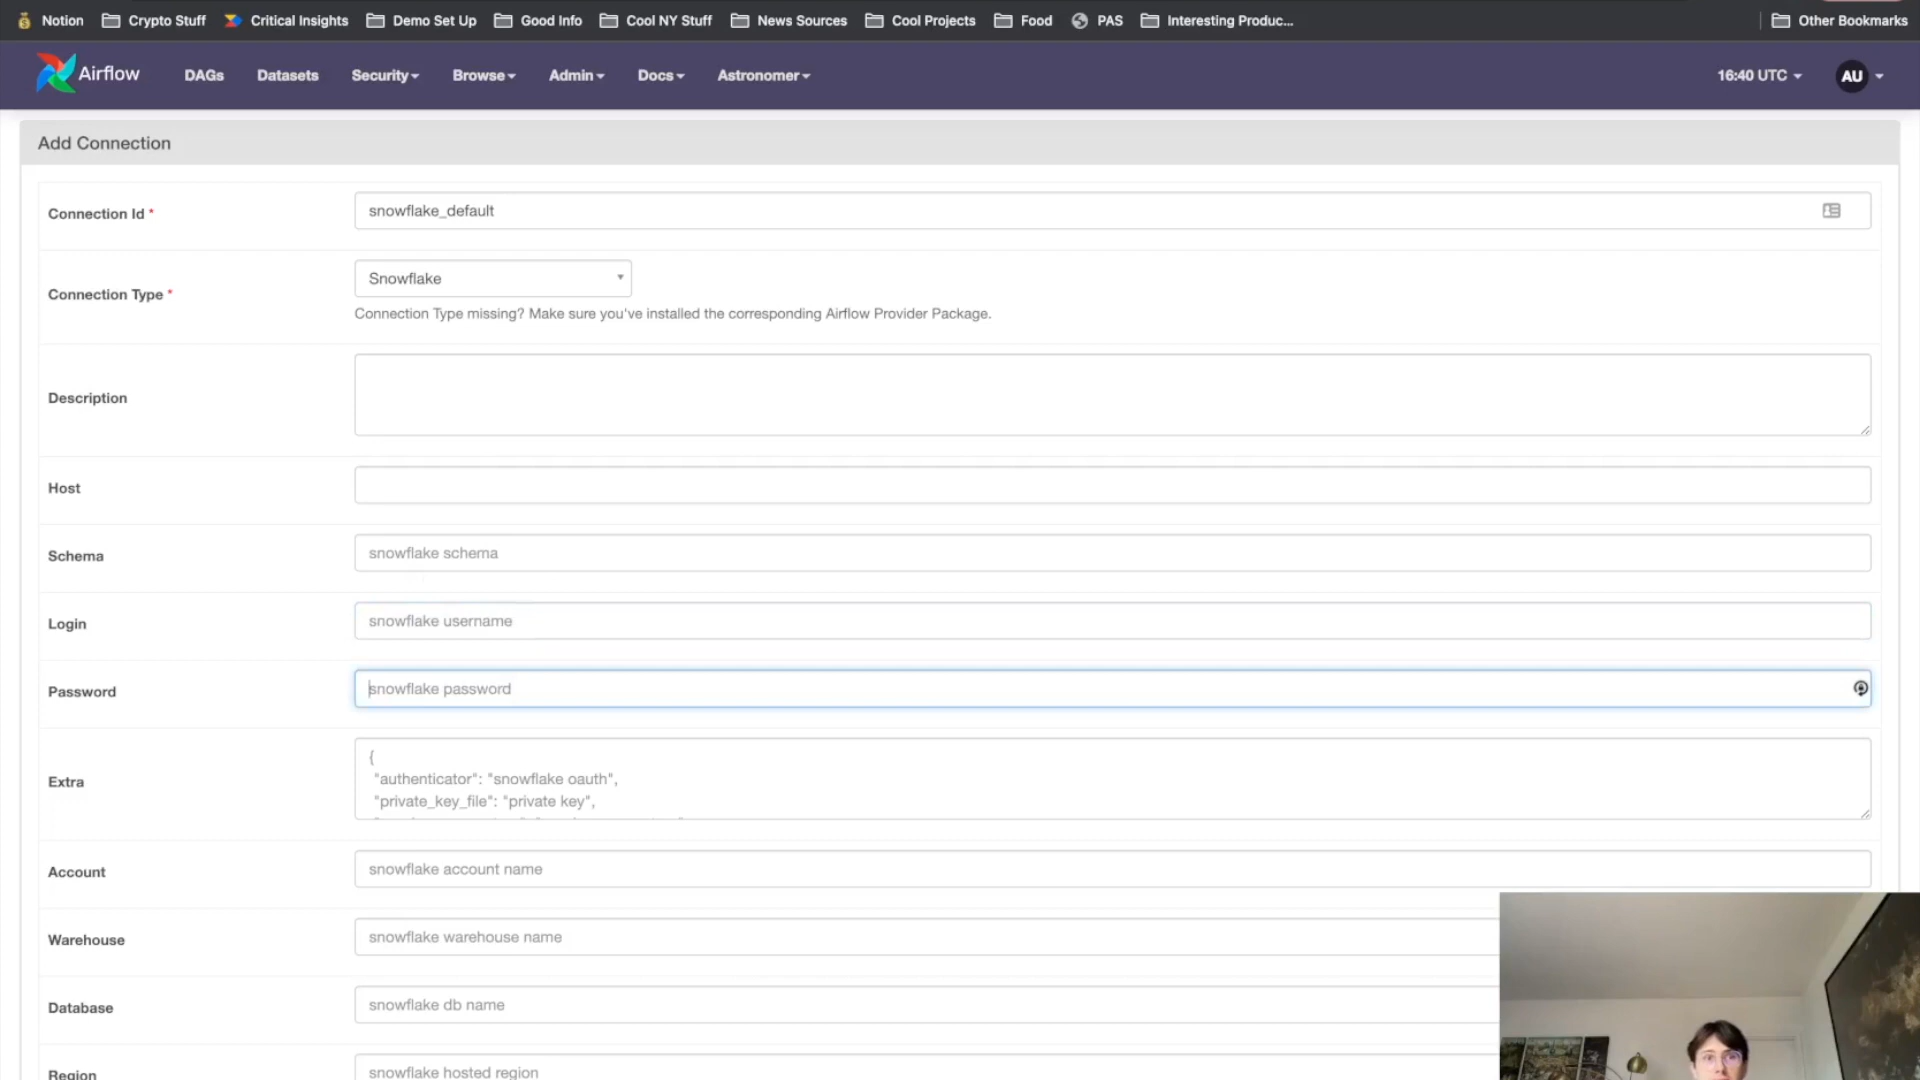 Notion Crypto Stuff Critical Insights Demo Set Up Good Info Cool NY Stuff News Sources Cool Projects Food PAS Interesting Produc... Other Bookmarks
Airflow DAGs Datasets Security Browse Admin Docs Astronomer 16:40 UTC AU
Add Connection
Connection Id * snowflake_default
Connection Type * Snowflake
Connection Type missing? Make sure you've installed the corresponding Airflow Provider Package.
Description
Host
Schema snowflake schema
Login snowflake username
Password snowflake password
Extra {
"authenticator": "snowflake oauth",
"private_key_file": "private key",
Account snowflake account name
Warehouse snowflake warehouse name
Database snowflake db name
Region snowflake hosted region